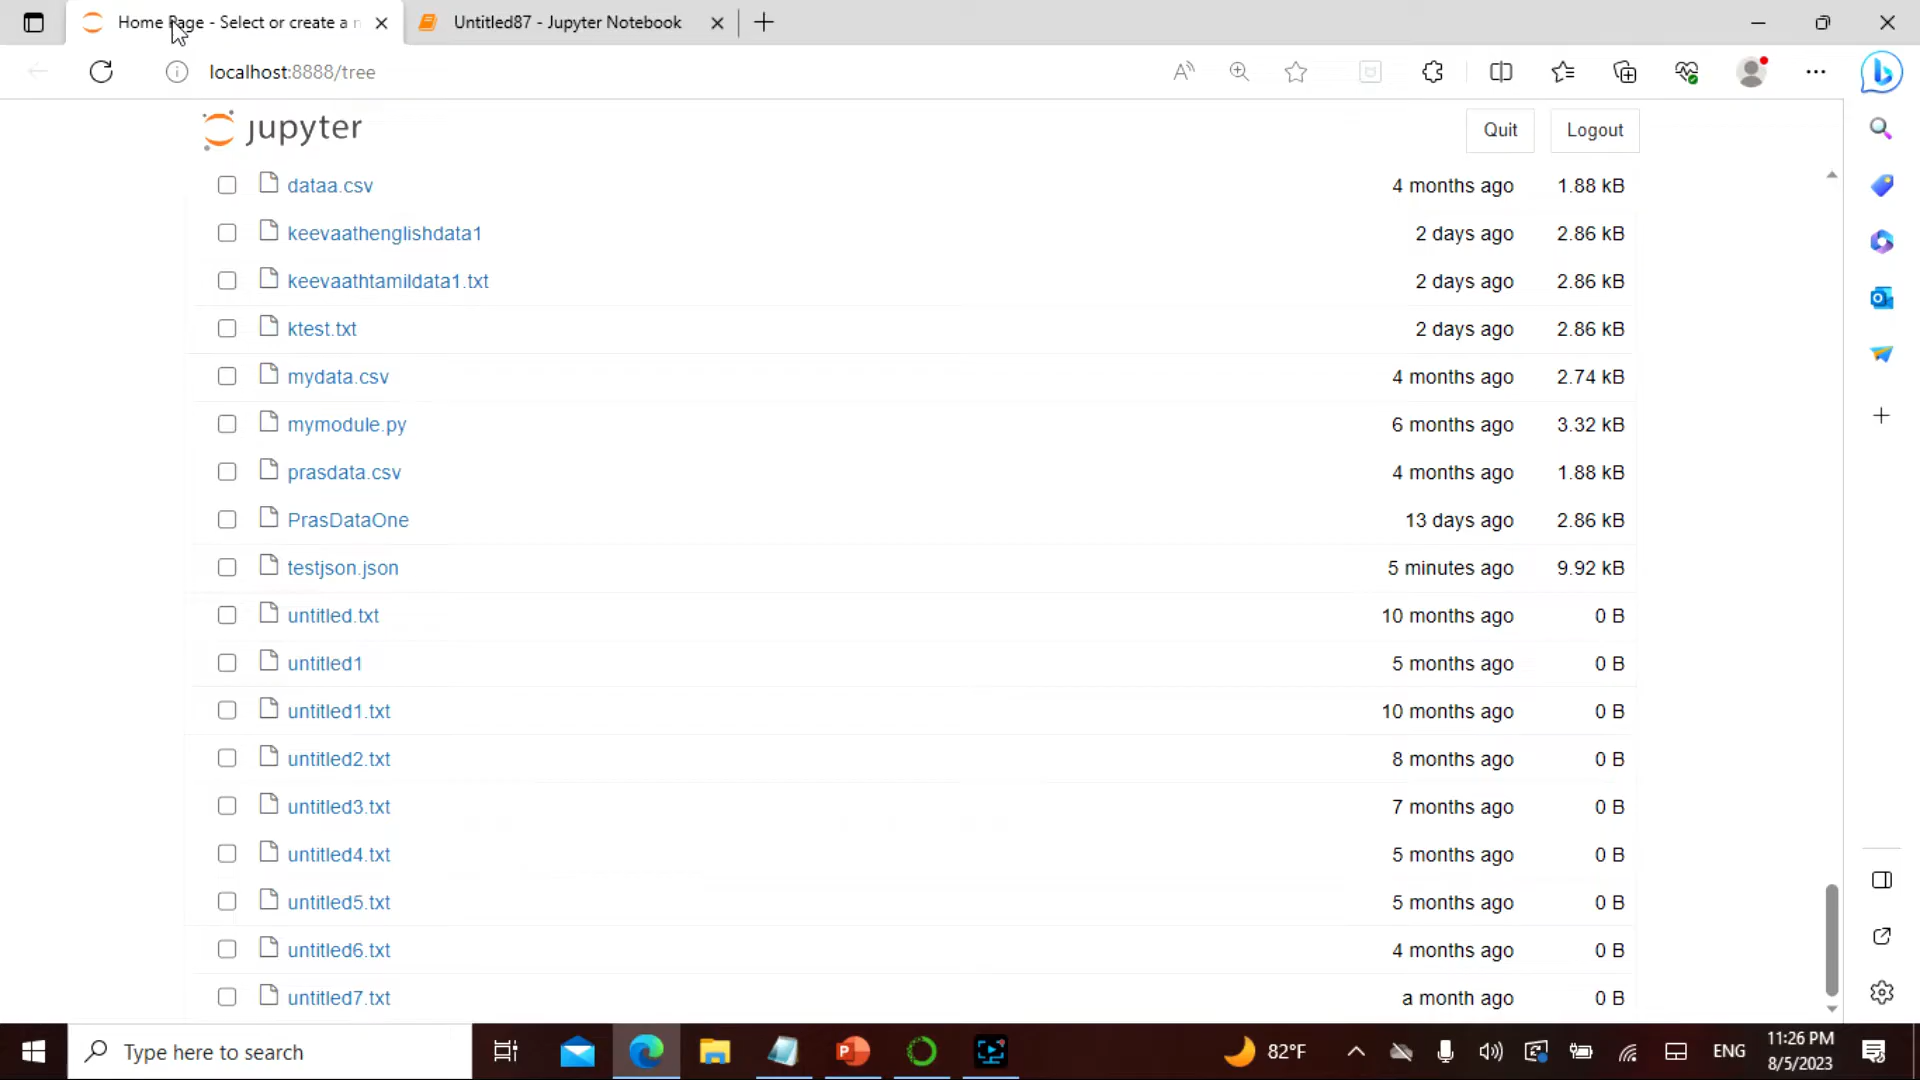 Home Page - Select or create a n
Untitled87 - Jupyter Notebook
localhost:8888/tree
jupyter
Quit
Logout
dataa.csv 4 months ago 1.88 kB
keevaathenglishdata1 2 days ago 2.86 kB
keevaathtamildata1.txt 2 days ago 2.86 kB
ktest.txt 2 days ago 2.86 kB
mydata.csv 4 months ago 2.74 kB
mymodule.py 6 months ago 3.32 kB
prasdata.csv 4 months ago 1.88 kB
PrasDataOne 13 days ago 2.86 kB
testjson.json 5 minutes ago 9.92 kB
untitled.txt 10 months ago 0 B
untitled1 5 months ago 0 B
untitled1.txt 10 months ago 0 B
untitled2.txt 8 months ago 0 B
untitled3.txt 7 months ago 0 B
untitled4.txt 5 months ago 0 B
untitled5.txt 5 months ago 0 B
untitled6.txt 4 months ago 0 B
untitled7.txt a month ago 0 B
Type here to search
82°F
ENG
11:26 PM
8/5/2023